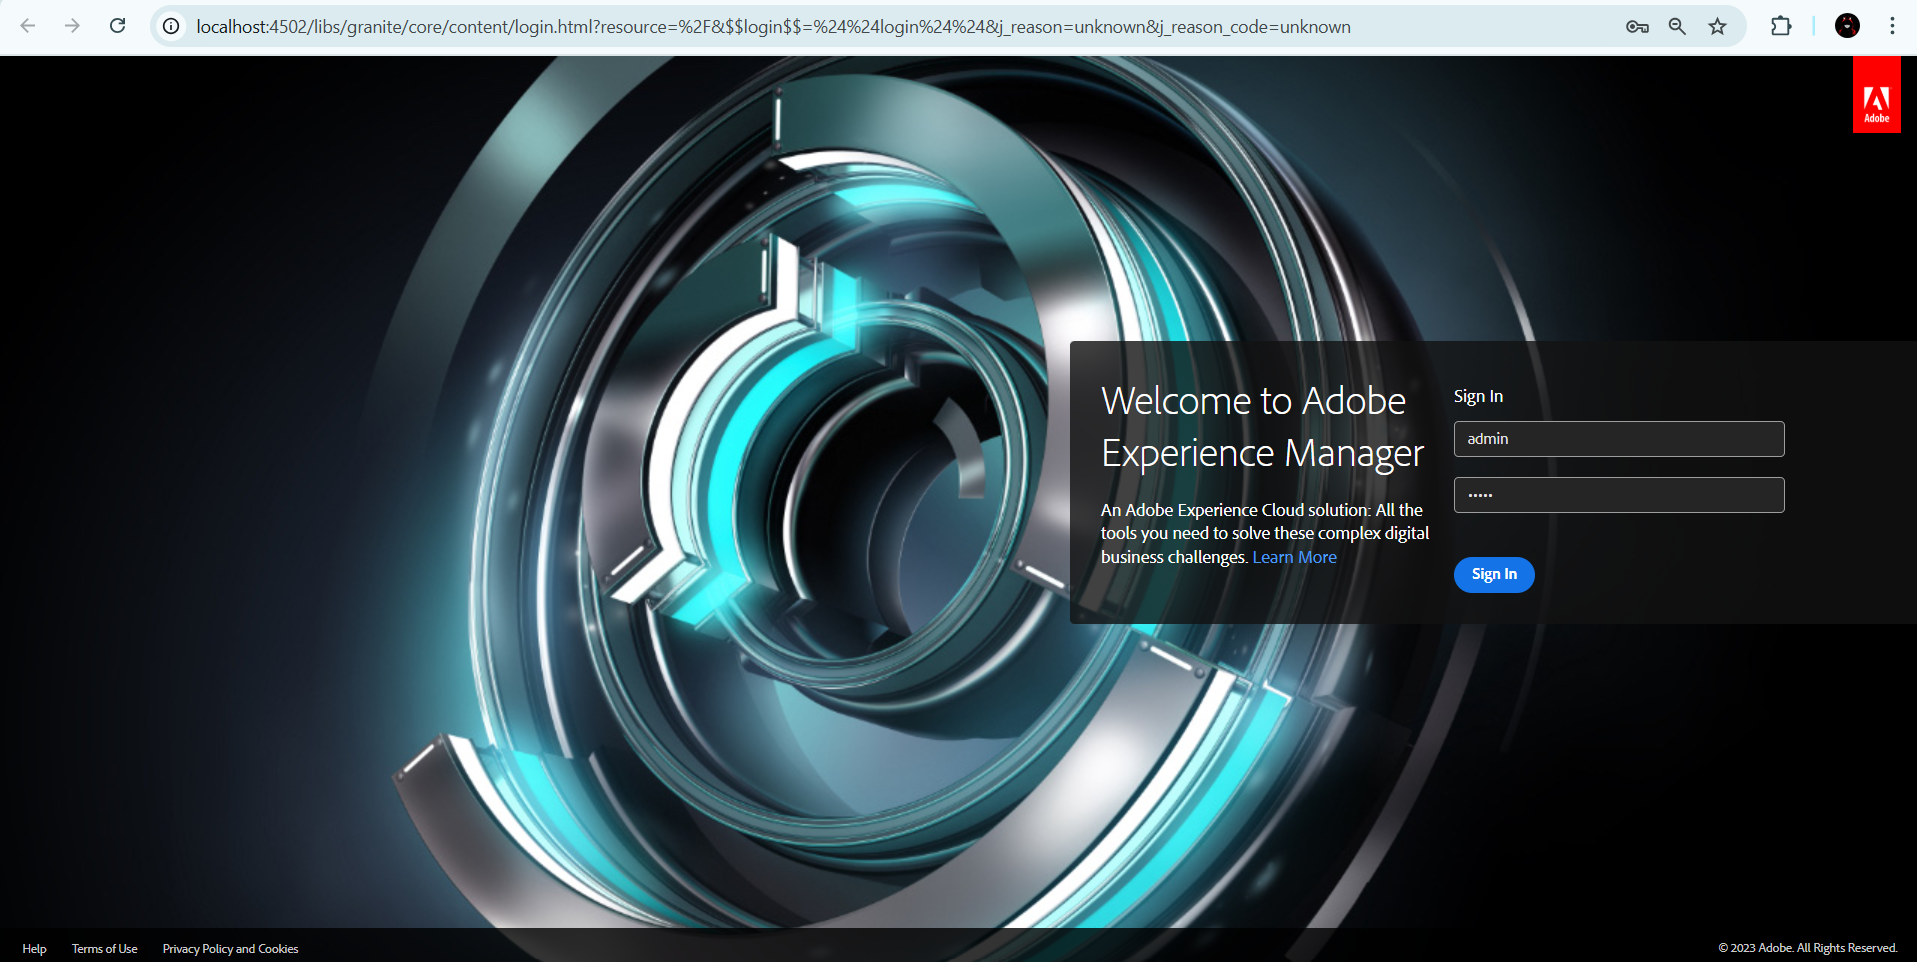 localhost:4502/libs/granite/core/content/login.html?resource=%2F&$$login$$=%24%24login%24%24&j_reason=unknown&j_reason_code=unknown
Adobe
Welcome to Adobe
Experience Manager
An Adobe Experience Cloud solution: All the
tools you need to solve these complex digital
business challenges. Learn More
Sign In
admin
•••••
Sign In
Help
Terms of Use
Privacy Policy and Cookies
© 2023 Adobe. All Rights Reserved.